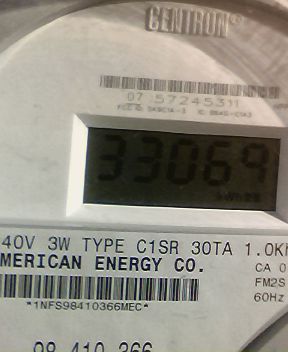 CENTRON®
07 57245311
33069
40V 3W TYPE C1SR 30TA 1.0K
MERICAN ENERGY CO.
CA 0
FM2S
60Hz
*1NFS98410366MEC*
98 410 366